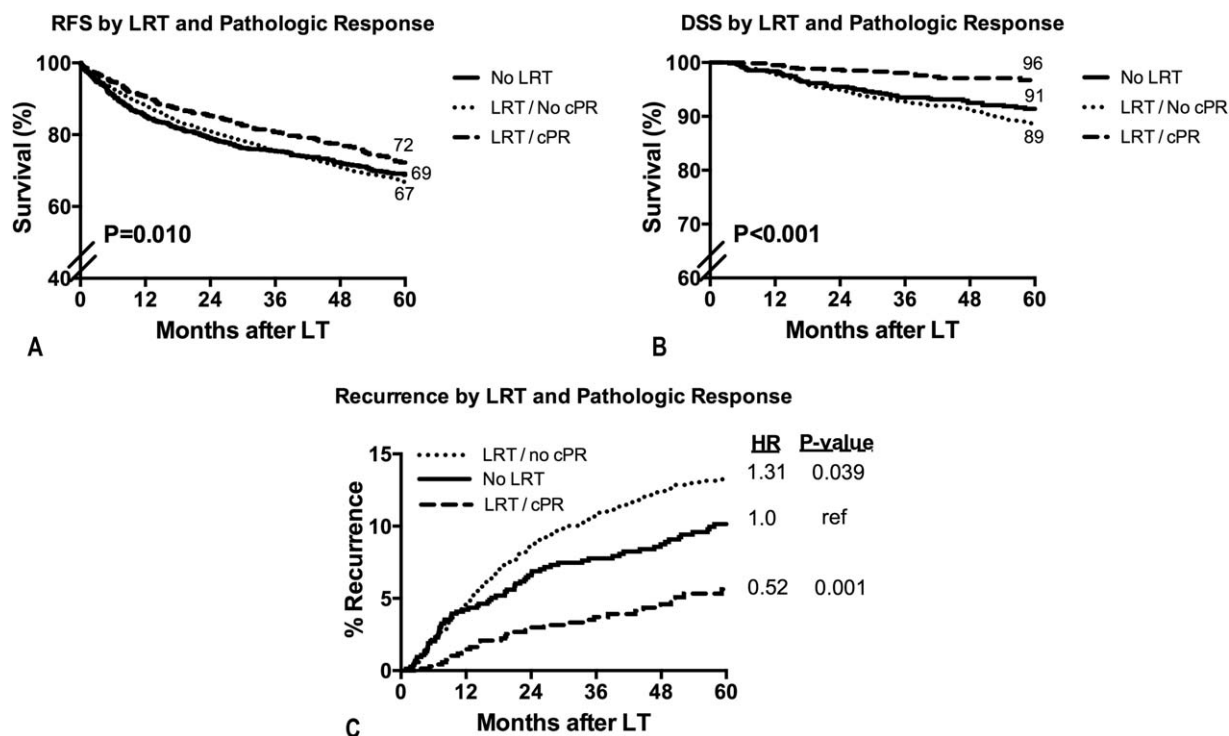 RFS by LRT and Pathologic Response
100
80
60
40
Survival (%)
No LRT
LRT / No cPR
LRT / cPR
72
69
67
P=0.010
0 12 24 36 48 60
Months after LT
A
DSS by LRT and Pathologic Response
100
90
80
70
60
Survival (%)
No LRT
LRT / No cPR
LRT / cPR
96
91
89
P<0.001
0 12 24 36 48 60
Months after LT
B
Recurrence by LRT and Pathologic Response
15
10
5
0
% Recurrence
LRT / no cPR
No LRT
LRT / cPR
HR P-value
1.31 0.039
1.0 ref
0.52 0.001
0 12 24 36 48 60
Months after LT
C